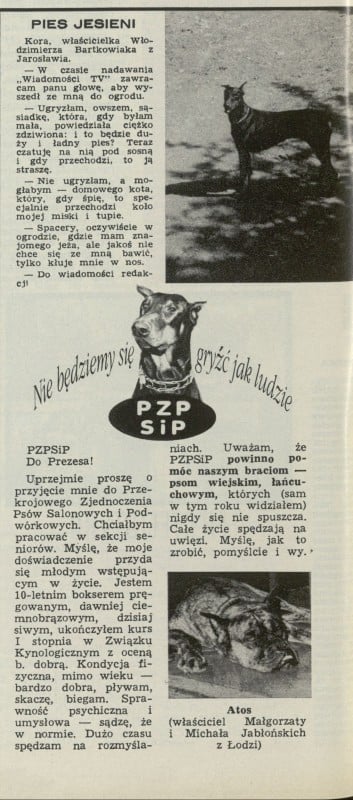 PIES JESIENI
Kora, właścicielka Wło-
dzimierza Bartkowiaka z
Jarosławia.
— W czasie nadawania
„Wiadomości TV” zawra-
cam panu głowę, aby wy-
szedł ze mną do ogrodu.
— Ugryzłam, owszem, są-
siadkę, która, gdy byłam
mała, powiedziała ciężko
zdziwiona: i to będzie du-
ży i ładny pies? Teraz
czatuję na nią pod sosną
i gdy przechodzi, to ją
straszę.
— Nie ugryzłam, a mo-
głabym — domowego kota,
który, gdy śpię, to spe-
cjalnie przechodzi koło
mojej miski i tupie.
— Spacery, oczywiście w
ogrodzie, gdzie mam zna-
jomego jeża, ale jakoś nie
chce się ze mną bawić,
tylko kłuje mnie w nos.
— Do wiadomości redak-
cji
Nie będziemy się gryźć jak ludzie
PZP
SiP
PZPSiP
Do Prezesa!
Uprzejmie proszę o
przyjęcie mnie do Prze-
krojowego Zjednoczenia
Psów Salonowych i Pod-
wórkowych. Chciałbym
pracować w sekcji se-
niorów. Myślę, że moje
doświadczenie przyda
się młodym wstępują-
cym w życie. Jestem
10-letnim bokserem prę-
gowanym, dawniej cie-
mnobrązowym, dzisiaj
siwym, ukończyłem kurs
I stopnia w Związku
Kynologicznym z oceną
b. dobrą. Kondycja fi-
zyczna, mimo wieku —
bardzo dobra, pływam,
skaczę, biegam. Spra-
wność psychiczna i
umysłowa — sądzę, że
w normie. Dużo czasu
spędzam na rozmyśla-
niach. Uważam, że
PZPSiP powinno po-
móc naszym braciom —
psom wiejskim, łańcu-
chowym, których (sam
w tym roku widziałem)
nigdy się nie spuszcza.
Całe życie spędzają na
uwięzi. Myślę, jak to
zrobić, pomyślcie i wy.
Atos
(właściciel Małgorzaty
i Michała Jabłońskich
z Łodzi)